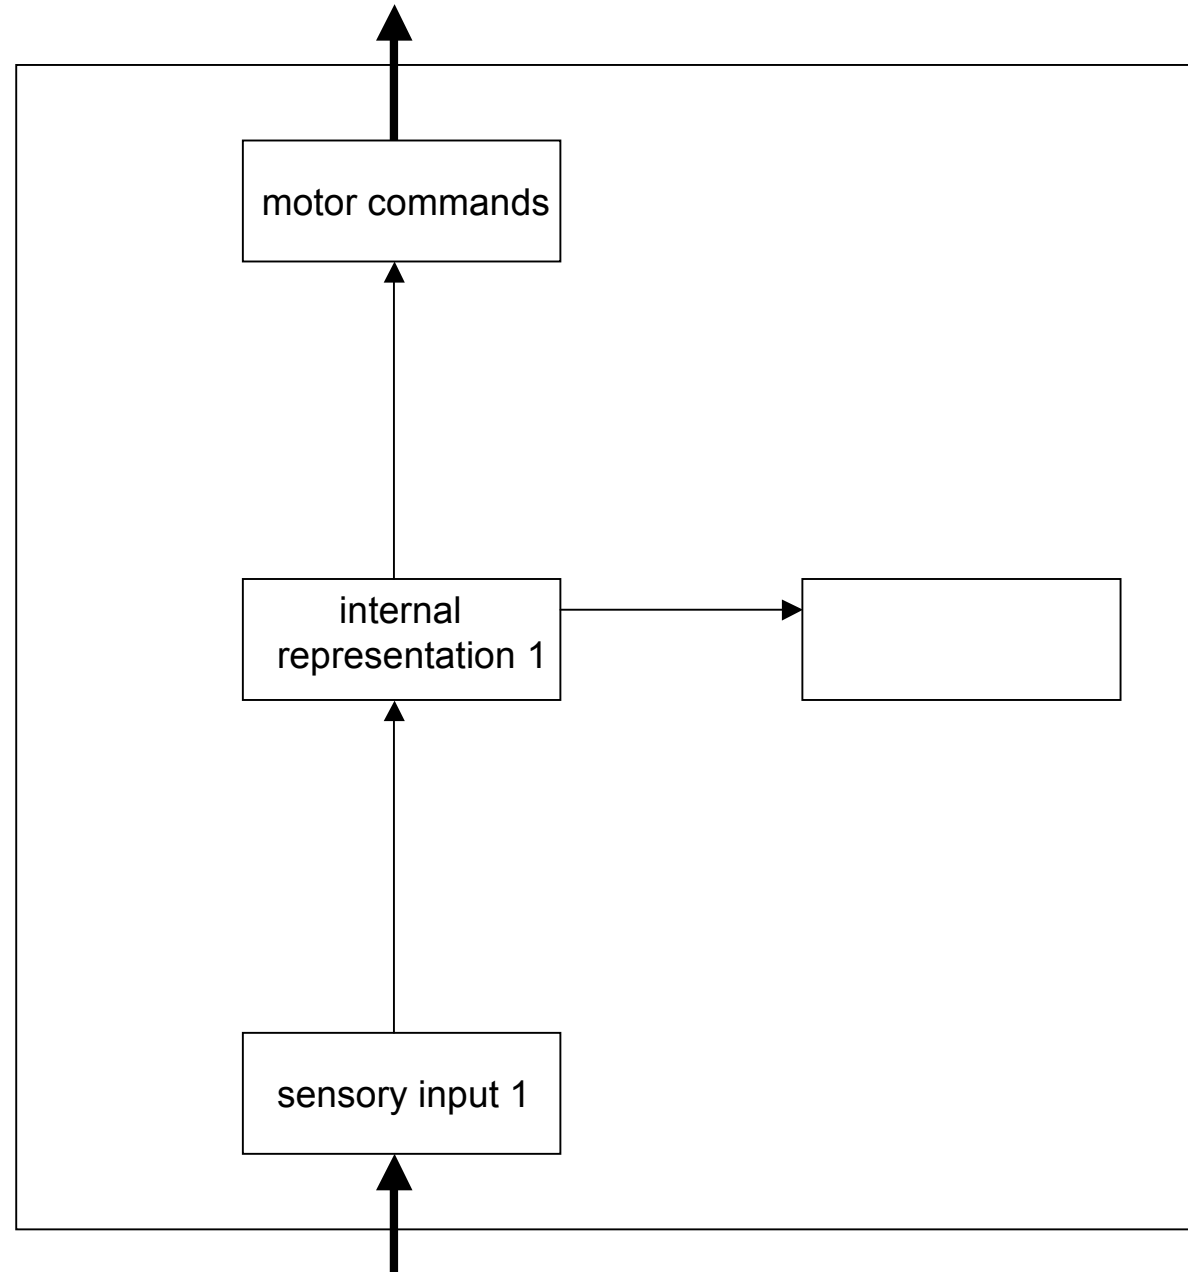 motor commands
internal
representation 1
sensory input 1